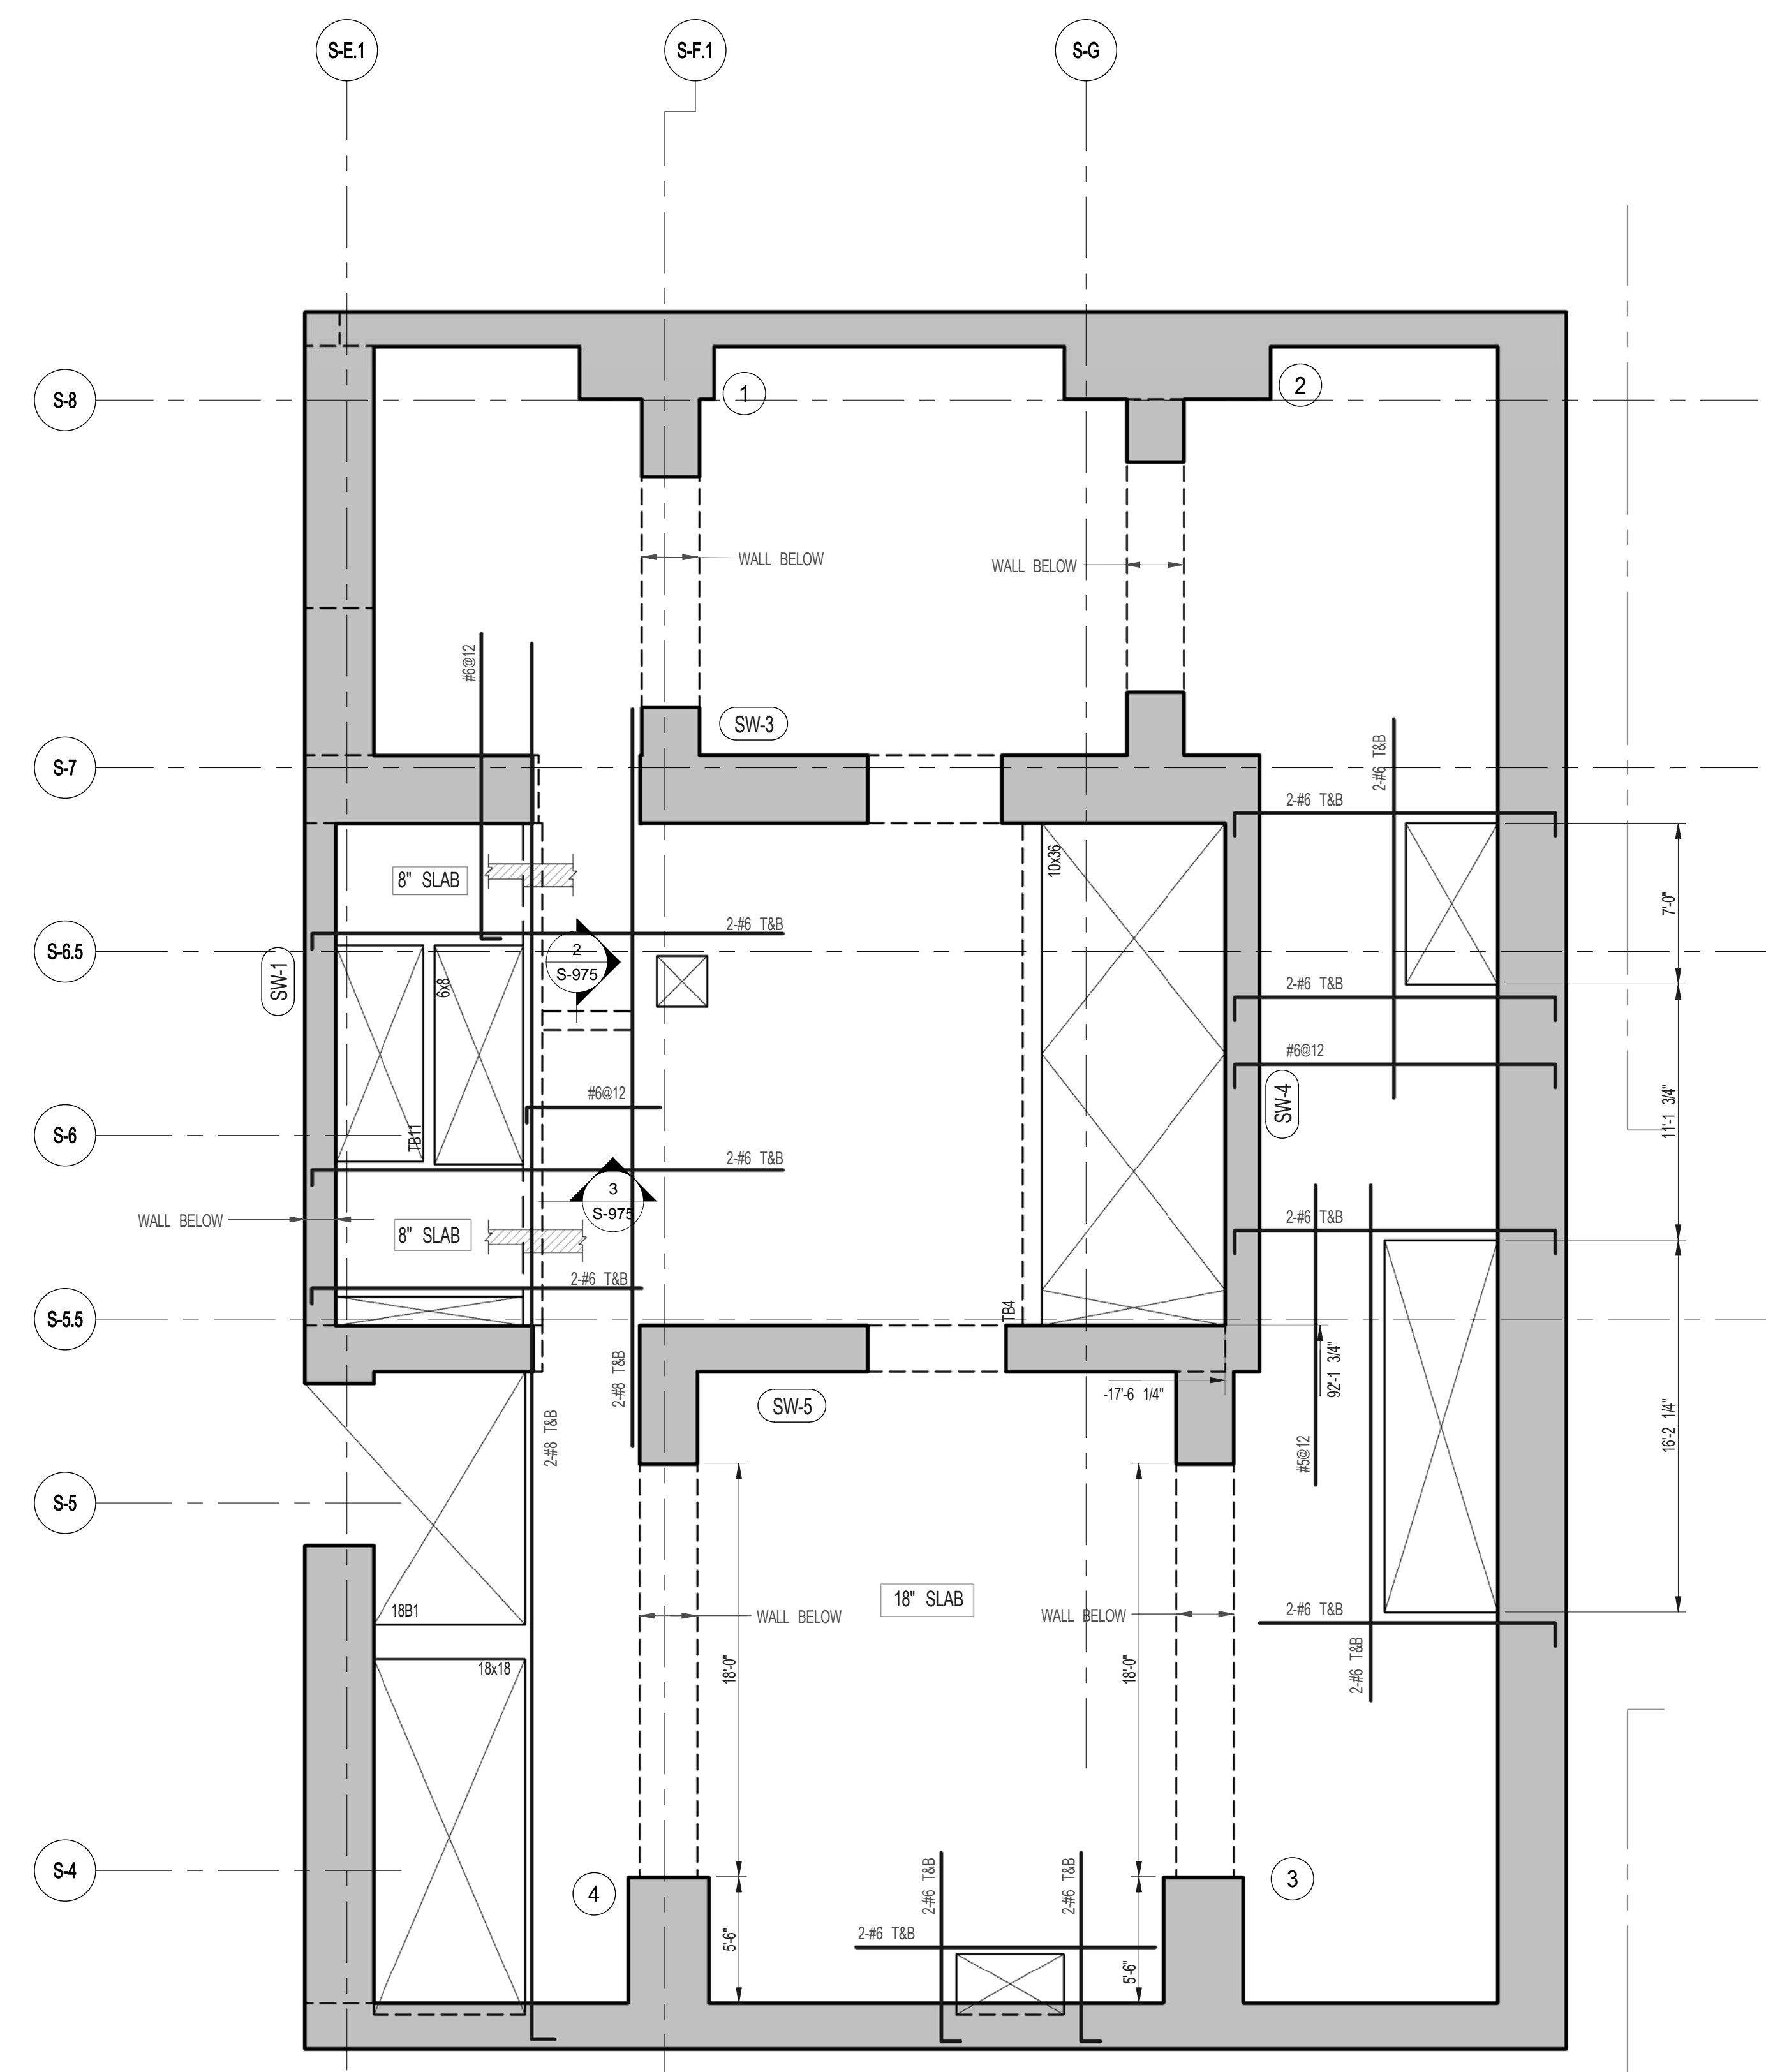 S-E.1
S-F.1
S-G
S-8
1
2
WALL BELOW
WALL BELOW
#6@12
SW-3
2-#6 T&B
S-7
2-#6 T&B
10x36
8" SLAB
7'-0"
2-#6 T&B
S-6.5
SW-1
2
S-975
6x8
2-#6 T&B
#6@12
#6@12
SW-4
11'-1 3/4"
S-6
TB11
2-#6 T&B
3
S-975
WALL BELOW
8" SLAB
2-#6 T&B
2-#6 T&B
S-5.5
TB4
92'-1 3/4"
2-#8 T&B
-17'-6 1/4"
SW-5
2-#8 T&B
#5@12
16'-2 1/4"
S-5
18B1
18" SLAB
WALL BELOW
WALL BELOW
2-#6 T&B
18x18
18'-0"
18'-0"
2-#6 T&B
S-4
4
3
2-#6 T&B
2-#6 T&B
2-#6 T&B
5'-6"
5'-6"